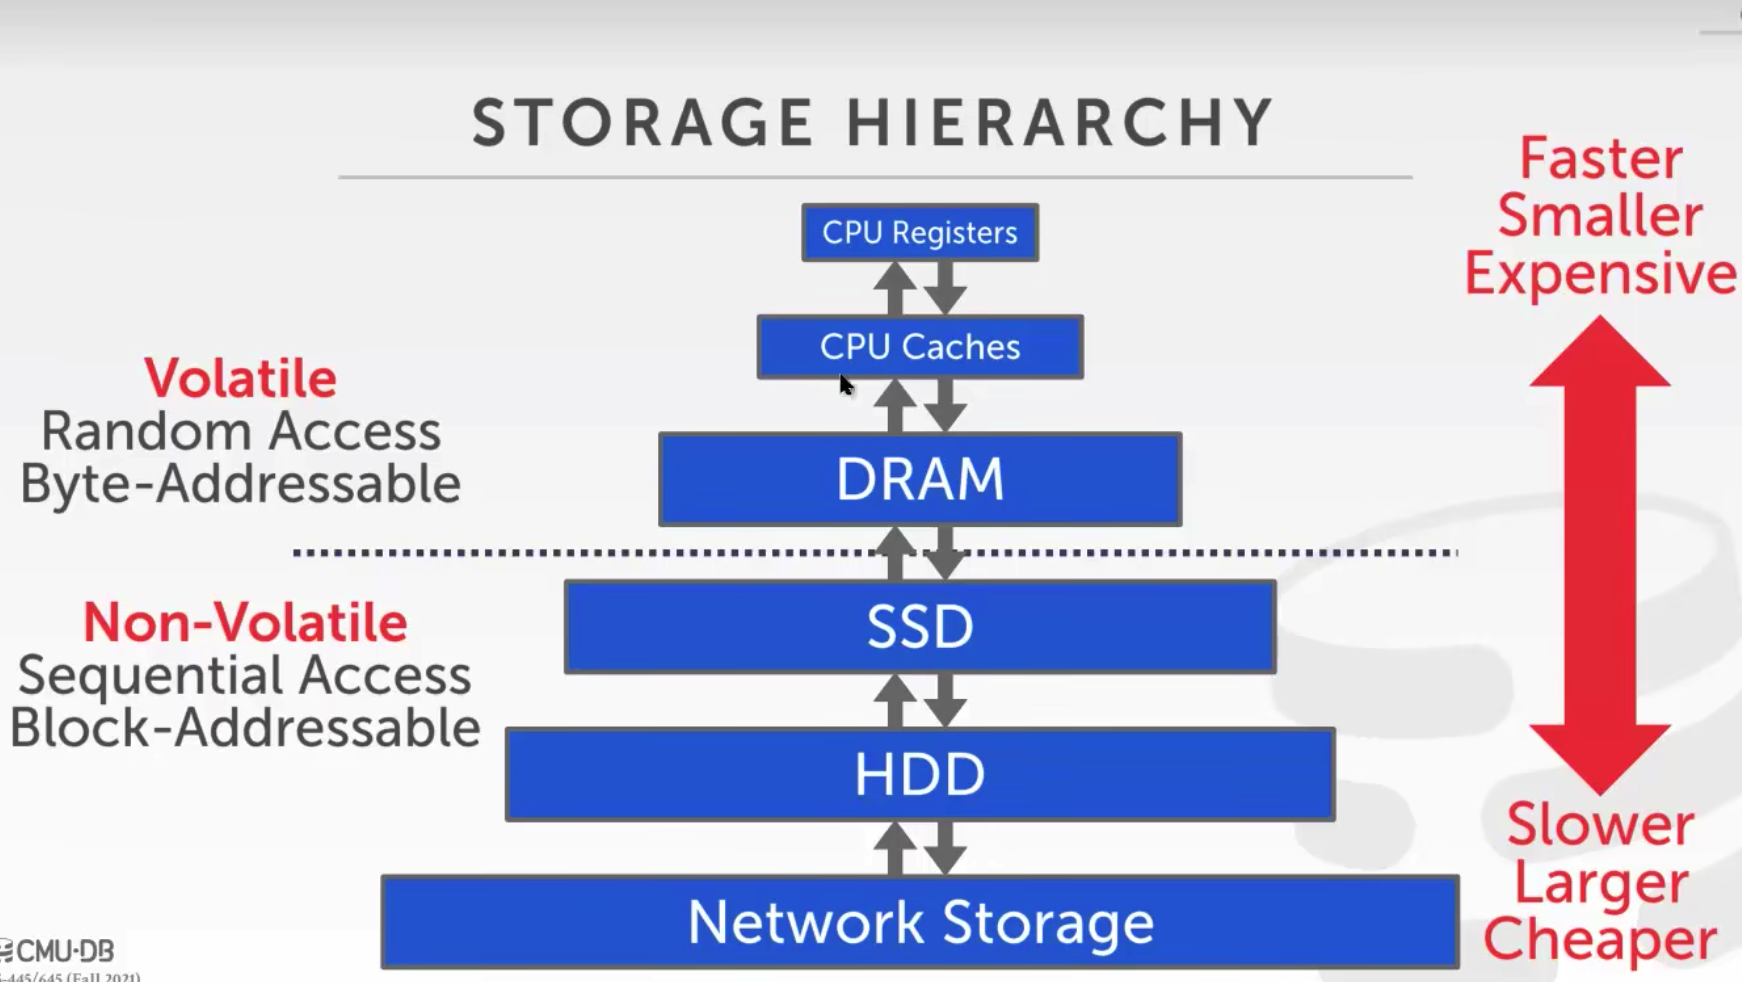 STORAGE HIERARCHY
Faster
Smaller
Expensive
CPU Registers
CPU Caches
Volatile
Random Access
Byte-Addressable
DRAM
Non-Volatile
Sequential Access
Block-Addressable
SSD
HDD
Network Storage
Slower
Larger
Cheaper
CMU·DB
5-445/645 (Fall 2021)